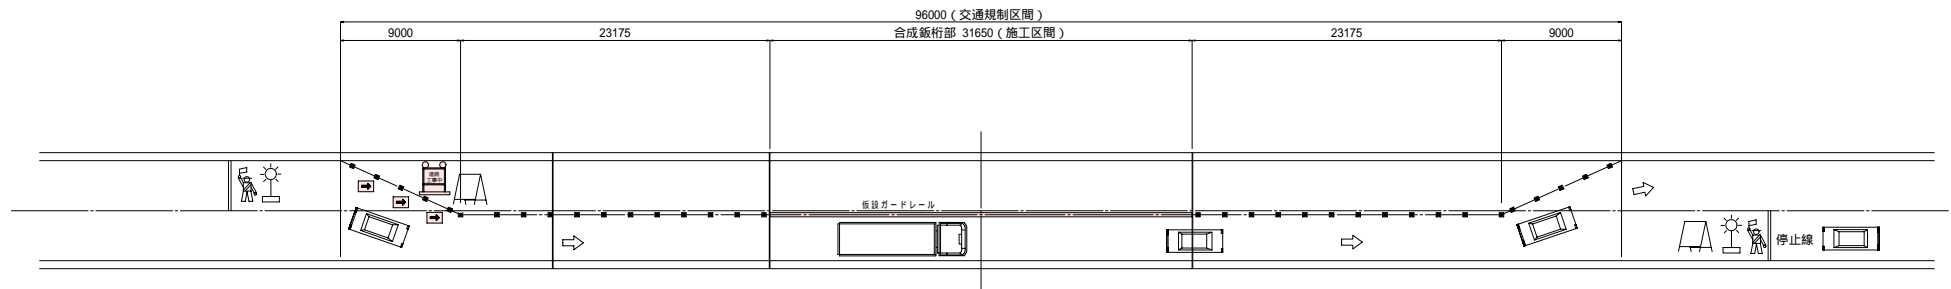 96000（交通規制区間）
9000
23175
合成鈑桁部 31650（施工区間）
23175
9000
道路
工事中
仮設ガードレール
停止線